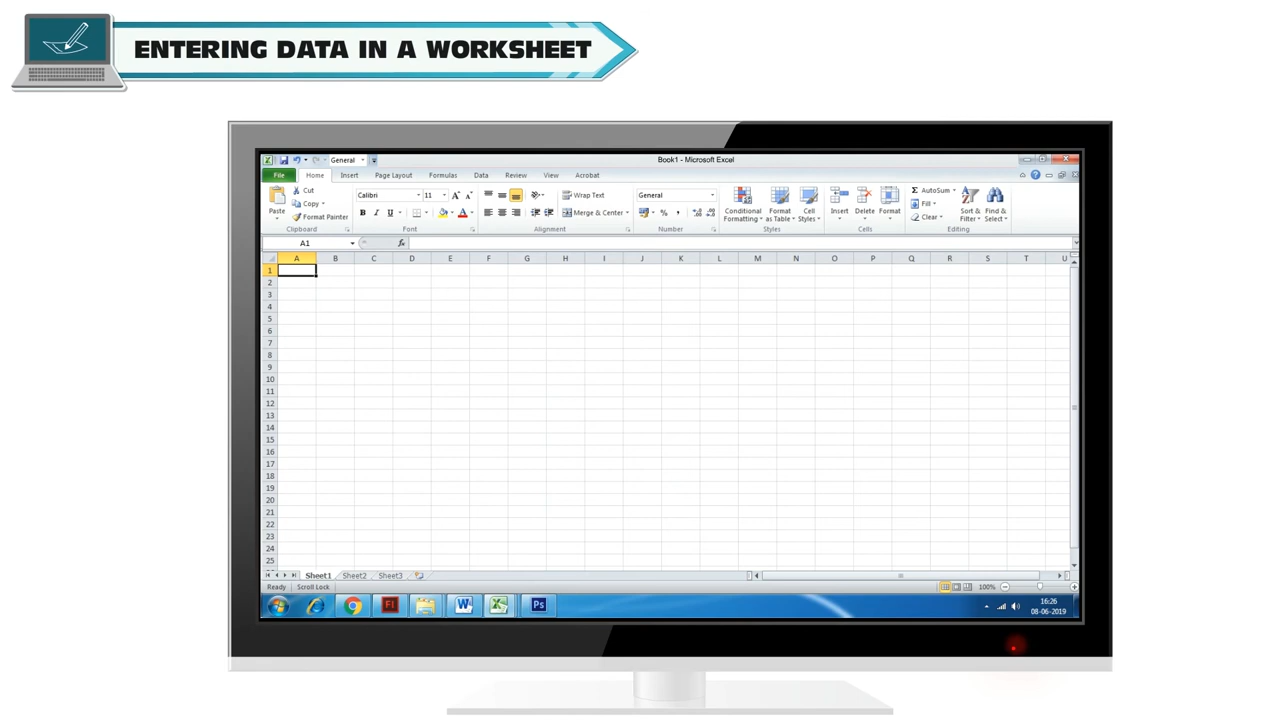 ENTERING DATA IN A WORKSHEET
General
Book1 - Microsoft Excel
File Home Insert Page Layout Formulas Data Review View Acrobat
Paste
Cut
Copy
Format Painter
Clipboard
Calibri 11
B I U
Font
Wrap Text
Merge & Center
Alignment
General
%
Number
Conditional Formatting
Format as Table
Cell Styles
Styles
Insert
Delete
Format
Cells
AutoSum
Fill
Clear
Sort & Filter
Find & Select
Editing
A1 fx
A B C D E F G H I J K L M N O P Q R S T U
1
2
3
4
5
6
7
8
9
10
11
12
13
14
15
16
17
18
19
20
21
22
23
24
25
Sheet1 Sheet2 Sheet3
Ready Scroll Lock 100%
Fl W Ps
16:26
08-06-2019